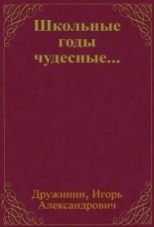 Школьные
годы
чудесные...
Дружинин, Игорь
Александрович